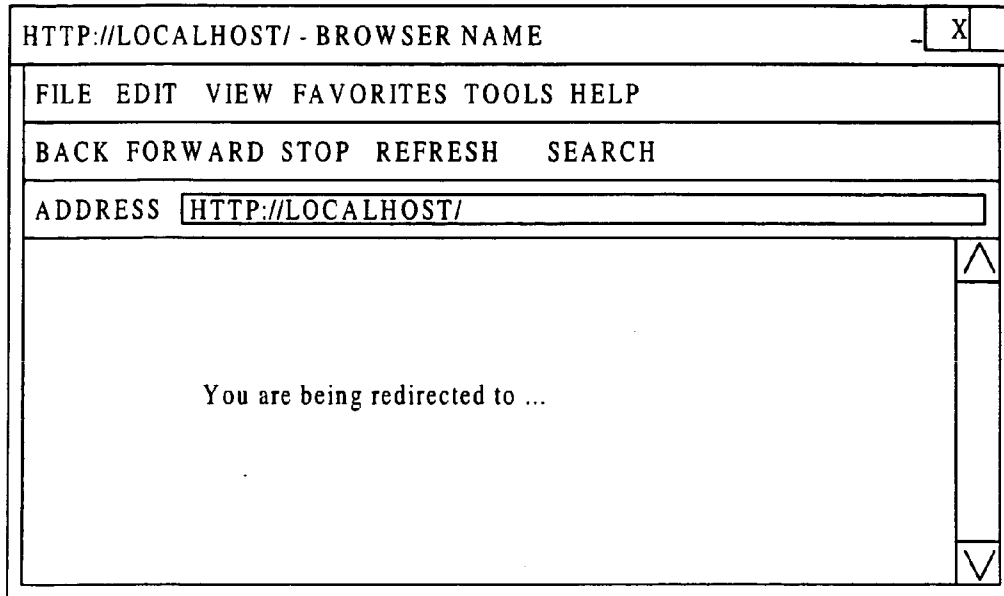 HTTP://LOCALHOST/ - BROWSER NAME _ X
FILE EDIT VIEW FAVORITES TOOLS HELP
BACK FORWARD STOP REFRESH SEARCH
ADDRESS HTTP://LOCALHOST/
You are being redirected to ...